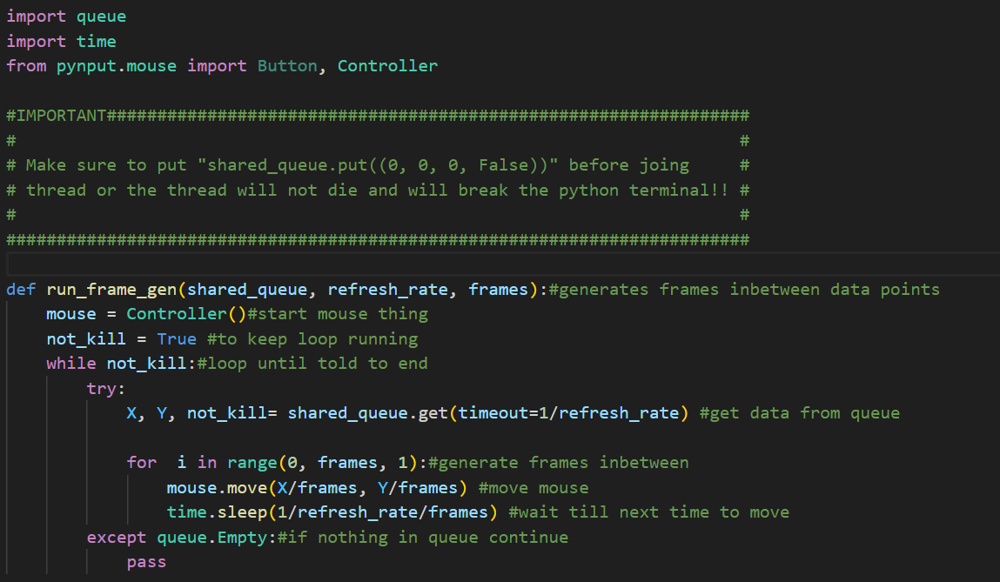 import queue
import time
from pynput.mouse import Button, Controller
#IMPORTANT################################################################
#                                                                        #
# Make sure to put "shared_queue.put((0, 0, 0, False))" before joing     #
# thread or the thread will not die and will break the python terminal!! #
#                                                                        #
##########################################################################
def run_frame_gen(shared_queue, refresh_rate, frames):#generates frames inbetween data points
    mouse = Controller()#start mouse thing
    not_kill = True #to keep loop running
    while not_kill:#loop until told to end
        try:
            X, Y, not_kill= shared_queue.get(timeout=1/refresh_rate) #get data from queue
            for  i in range(0, frames, 1):#generate frames inbetween
                mouse.move(X/frames, Y/frames) #move mouse
                time.sleep(1/refresh_rate/frames) #wait till next time to move
        except queue.Empty:#if nothing in queue continue
            pass